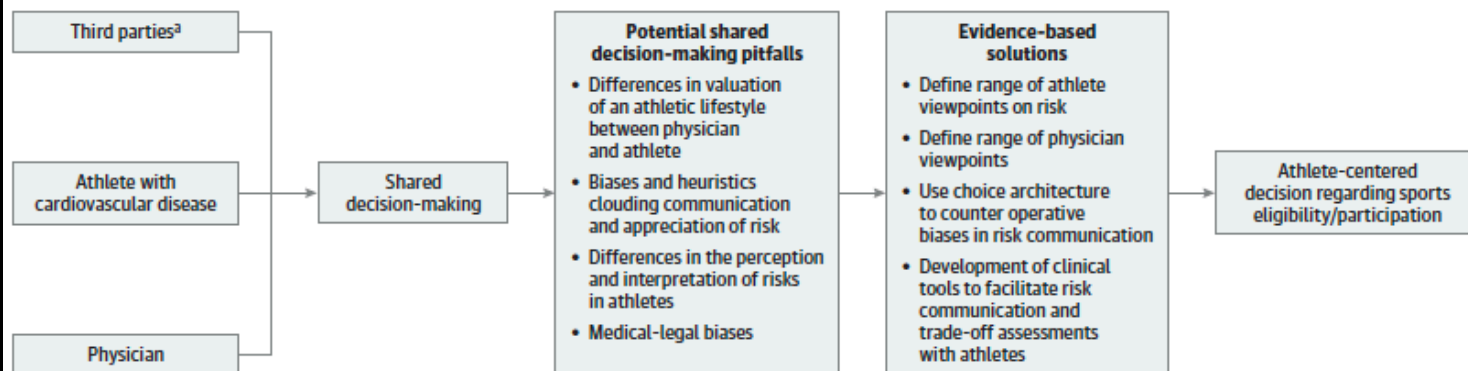 Third partiesᵃ
Athlete with
cardiovascular disease
Physician
Shared
decision-making
Potential shared
decision-making pitfalls
• Differences in valuation
of an athletic lifestyle
between physician
and athlete
• Biases and heuristics
clouding communication
and appreciation of risk
• Differences in the perception
and interpretation of risks
in athletes
• Medical-legal biases
Evidence-based
solutions
• Define range of athlete
viewpoints on risk
• Define range of physician
viewpoints
• Use choice architecture
to counter operative
biases in risk communication
• Development of clinical
tools to facilitate risk
communication and
trade-off assessments
with athletes
Athlete-centered
decision regarding sports
eligibility/participation